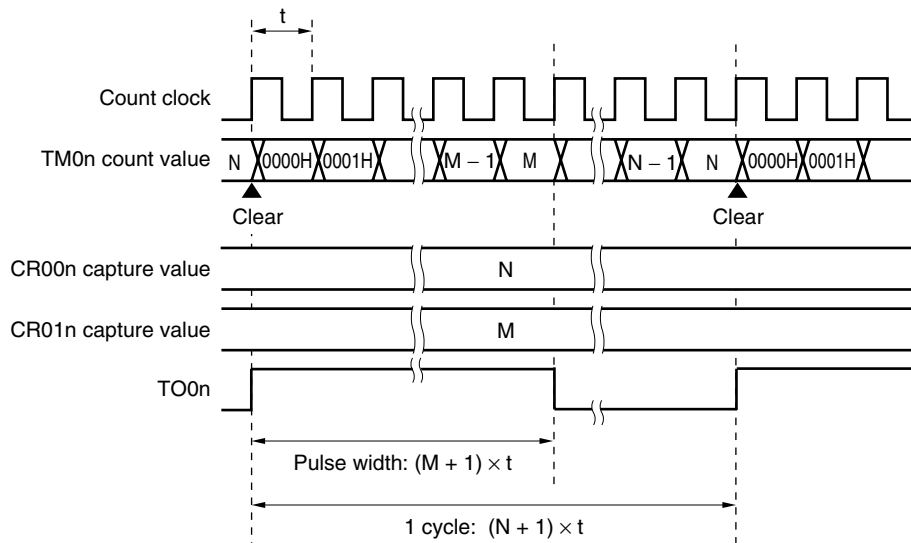 t
Count clock
TM0n count value N 0000H 0001H M – 1 M N – 1 N 0000H 0001H
Clear Clear
CR00n capture value N
CR01n capture value M
TO0n
Pulse width: (M + 1) × t
1 cycle: (N + 1) × t